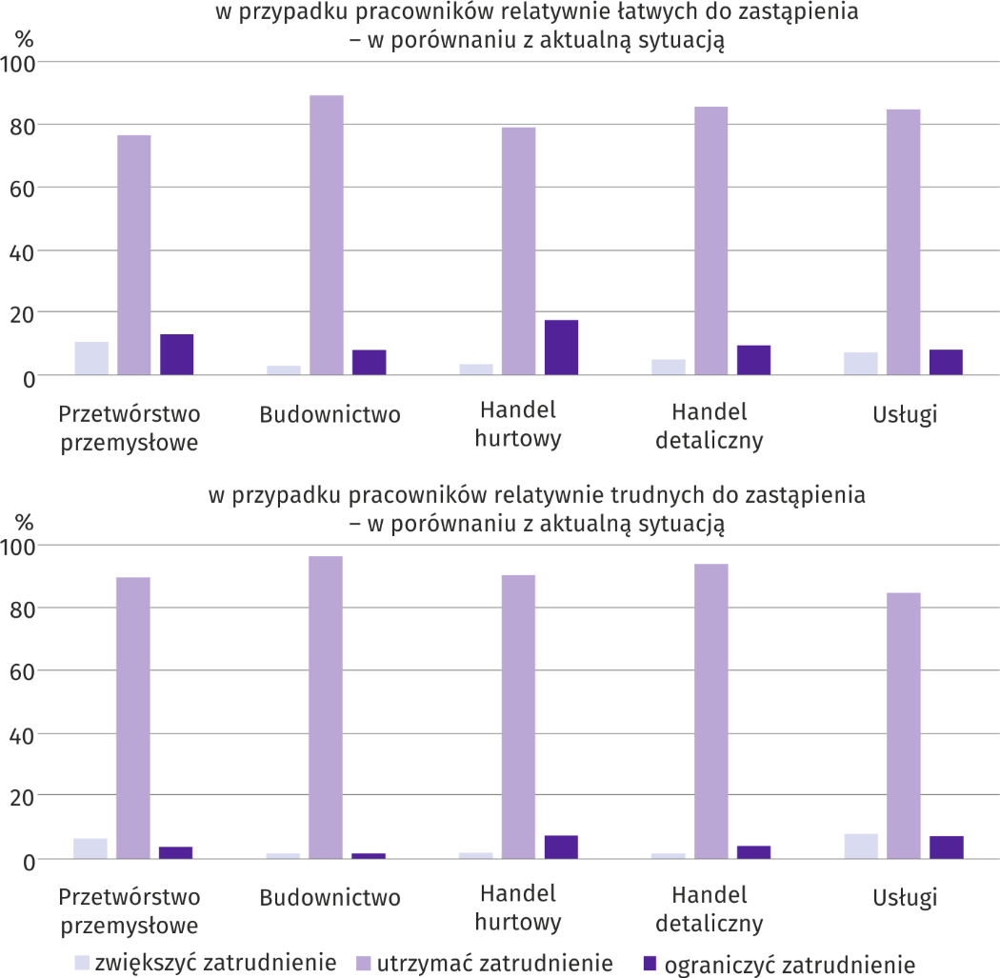 w przypadku pracowników relatywnie łatwych do zastąpienia
– w porównaniu z aktualną sytuacją
%
100
80
60
40
20
0
Przetwórstwo
przemysłowe
Budownictwo
Handel
hurtowy
Handel
detaliczny
Usługi
w przypadku pracowników relatywnie trudnych do zastąpienia
– w porównaniu z aktualną sytuacją
%
100
80
60
40
20
0
Przetwórstwo
przemysłowe
Budownictwo
Handel
hurtowy
Handel
detaliczny
Usługi
zwiększyć zatrudnienie utrzymać zatrudnienie ograniczyć zatrudnienie